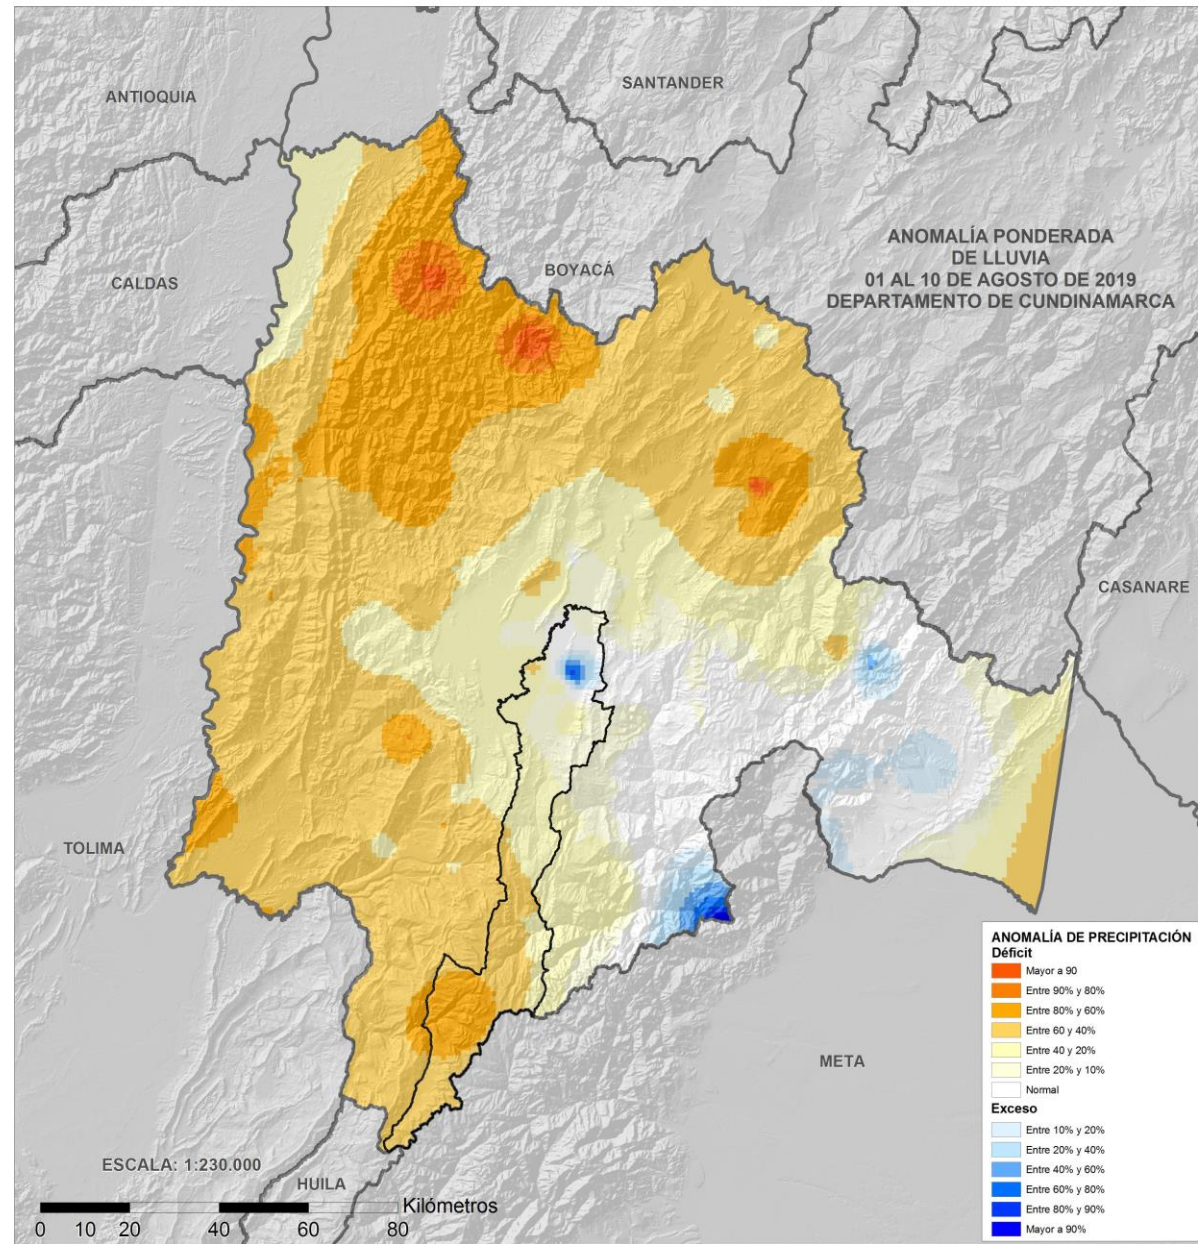 SANTANDER
ANTIOQUIA
ANOMALÍA PONDERADA
DE LLUVIA
01 AL 10 DE AGOSTO DE 2019
DEPARTAMENTO DE CUNDINAMARCA
BOYACÁ
CALDAS
CASANARE
TOLIMA
META
HUILA
ESCALA: 1:230.000
Kilómetros
0 10 20 40 60 80
ANOMALÍA DE PRECIPITACIÓN
Déficit
Mayor a 90
Entre 90% y 80%
Entre 80% y 60%
Entre 60 y 40%
Entre 40 y 20%
Entre 20% y 10%
Normal
Exceso
Entre 10% y 20%
Entre 20% y 40%
Entre 40% y 60%
Entre 60% y 80%
Entre 80% y 90%
Mayor a 90%